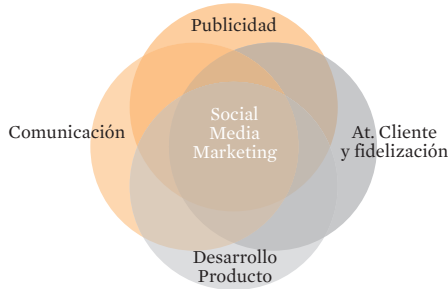 Publicidad
Comunicación
Social
Media
Marketing
At. Cliente
y fidelización
Desarrollo
Producto